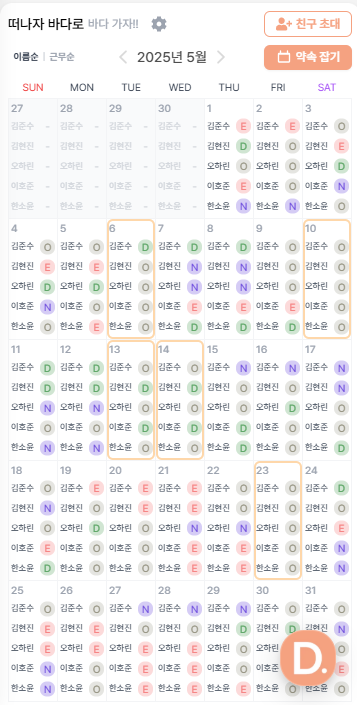 떠나자 바다로 바다 가자!!
친구 초대
이름순 | 근무순
2025년 5월
약속 잡기
SUN MON TUE WED THU FRI SAT
27 28 29 30 1 2 3
김준수 - 김준수 - 김준수 - 김준수 - 김준수 E 김준수 E 김준수 O
김현진 - 김현진 - 김현진 - 김현진 - 김현진 D 김현진 O 김현진 E
오하린 - 오하린 - 오하린 - 오하린 - 오하린 O 오하린 O 오하린 D
이호준 - 이호준 - 이호준 - 이호준 - 이호준 E 이호준 O 이호준 N
한소윤 - 한소윤 - 한소윤 - 한소윤 - 한소윤 N 한소윤 N 한소윤 N
4 5 6 7 8 9 10
김준수 O 김준수 O 김준수 D 김준수 D 김준수 D 김준수 O 김준수 O
김현진 E 김현진 E 김현진 O 김현진 N 김현진 N 김현진 O 김현진 O
오하린 D 오하린 D 오하린 O 오하린 N 오하린 N 오하린 O 오하린 O
이호준 N 이호준 O 이호준 O 이호준 E 이호준 E 이호준 E 이호준 O
한소윤 O 한소윤 E 한소윤 O 한소윤 D 한소윤 D 한소윤 D 한소윤 O
11 12 13 14 15 16 17
김준수 D 김준수 D 김준수 O 김준수 O 김준수 N 김준수 N 김준수 N
김현진 D 김현진 D 김현진 D 김현진 D 김현진 O 김현진 O 김현진 N
오하린 N 오하린 N 오하린 O 오하린 O 오하린 O 오하린 D 오하린 O
이호준 O 이호준 O 이호준 D 이호준 D 이호준 D 이호준 O 이호준 O
한소윤 N 한소윤 N 한소윤 O 한소윤 O 한소윤 D 한소윤 O 한소윤 D
18 19 20 21 22 23 24
김준수 O 김준수 E 김준수 E 김준수 E 김준수 O 김준수 O 김준수 D
김현진 N 김현진 O 김현진 E 김현진 E 김현진 O 김현진 O 김현진 O
오하린 O 오하린 D 오하린 O 오하린 N 오하린 N 오하린 O 오하린 E
이호준 E 이호준 O 이호준 E 이호준 E 이호준 E 이호준 O 이호준 N
한소윤 D 한소윤 O 한소윤 E 한소윤 E 한소윤 E 한소윤 O 한소윤 O
25 26 27 28 29 30 31
김준수 O 김준수 O 김준수 N 김준수 N 김준수 N 김준수 O 김준수 O
김현진 E 김현진 E 김현진 O 김현진 O 김현진 D 김현진 D 김현진 N
오하린 E 오하린 E 오하린 E 오하린 E 오하린 O 오하린
이호준 N 이호준 O 이호준 N 이호준 N 이호준 N 이호준
한소윤 N 한소윤 E 한소윤 E 한소윤 E 한소윤 E 한소윤 O 한소윤 O
D.